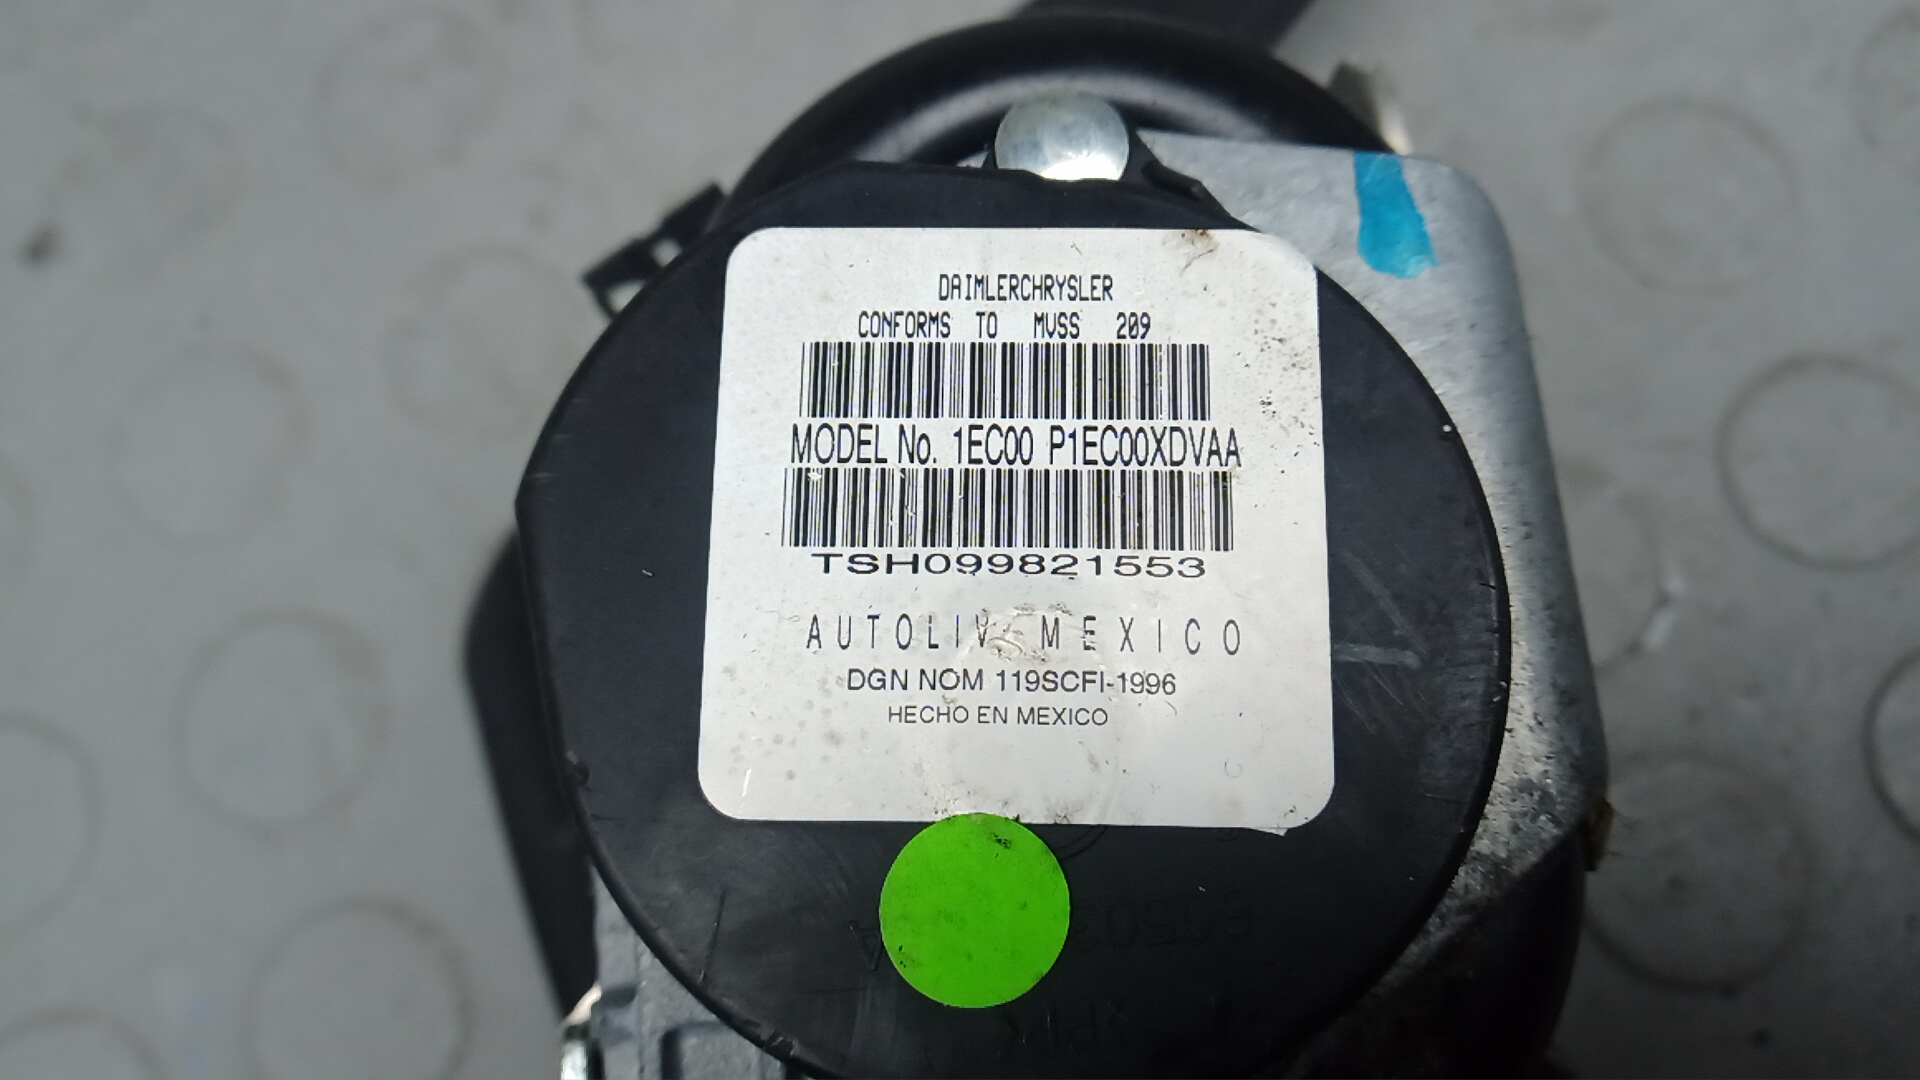 DAIMLERCHRYSLER
CONFORMS TO MVSS 209
MODEL No. 1EC00 P1EC00XDVAA
TSH099821553
AUTOLIV MEXICO
DGN NOM 119SCFI-1996
HECHO EN MEXICO